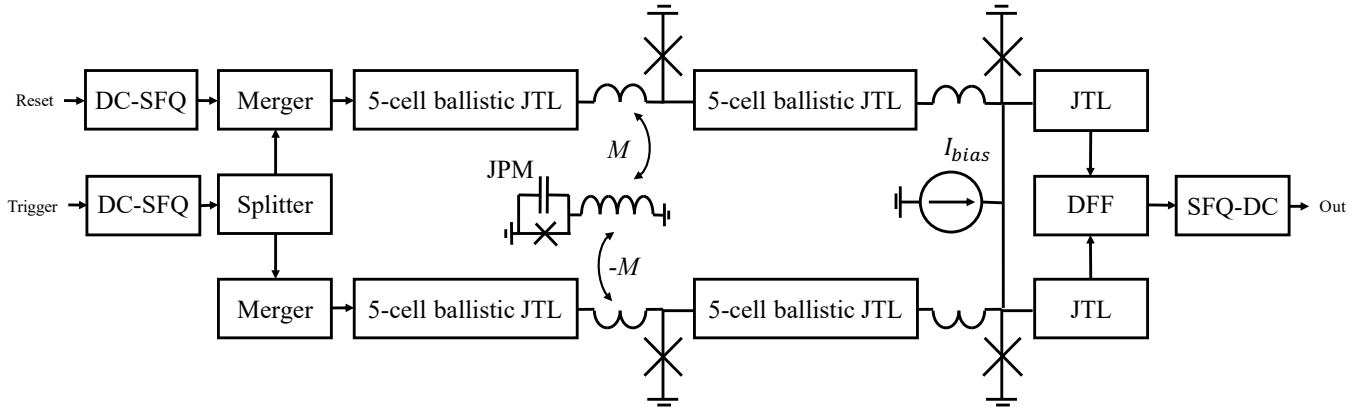 Reset
DC-SFQ
Merger
5-cell ballistic JTL
5-cell ballistic JTL
JTL
M
I_bias
JPM
Trigger
DC-SFQ
Splitter
DFF
SFQ-DC
Out
-M
Merger
5-cell ballistic JTL
5-cell ballistic JTL
JTL